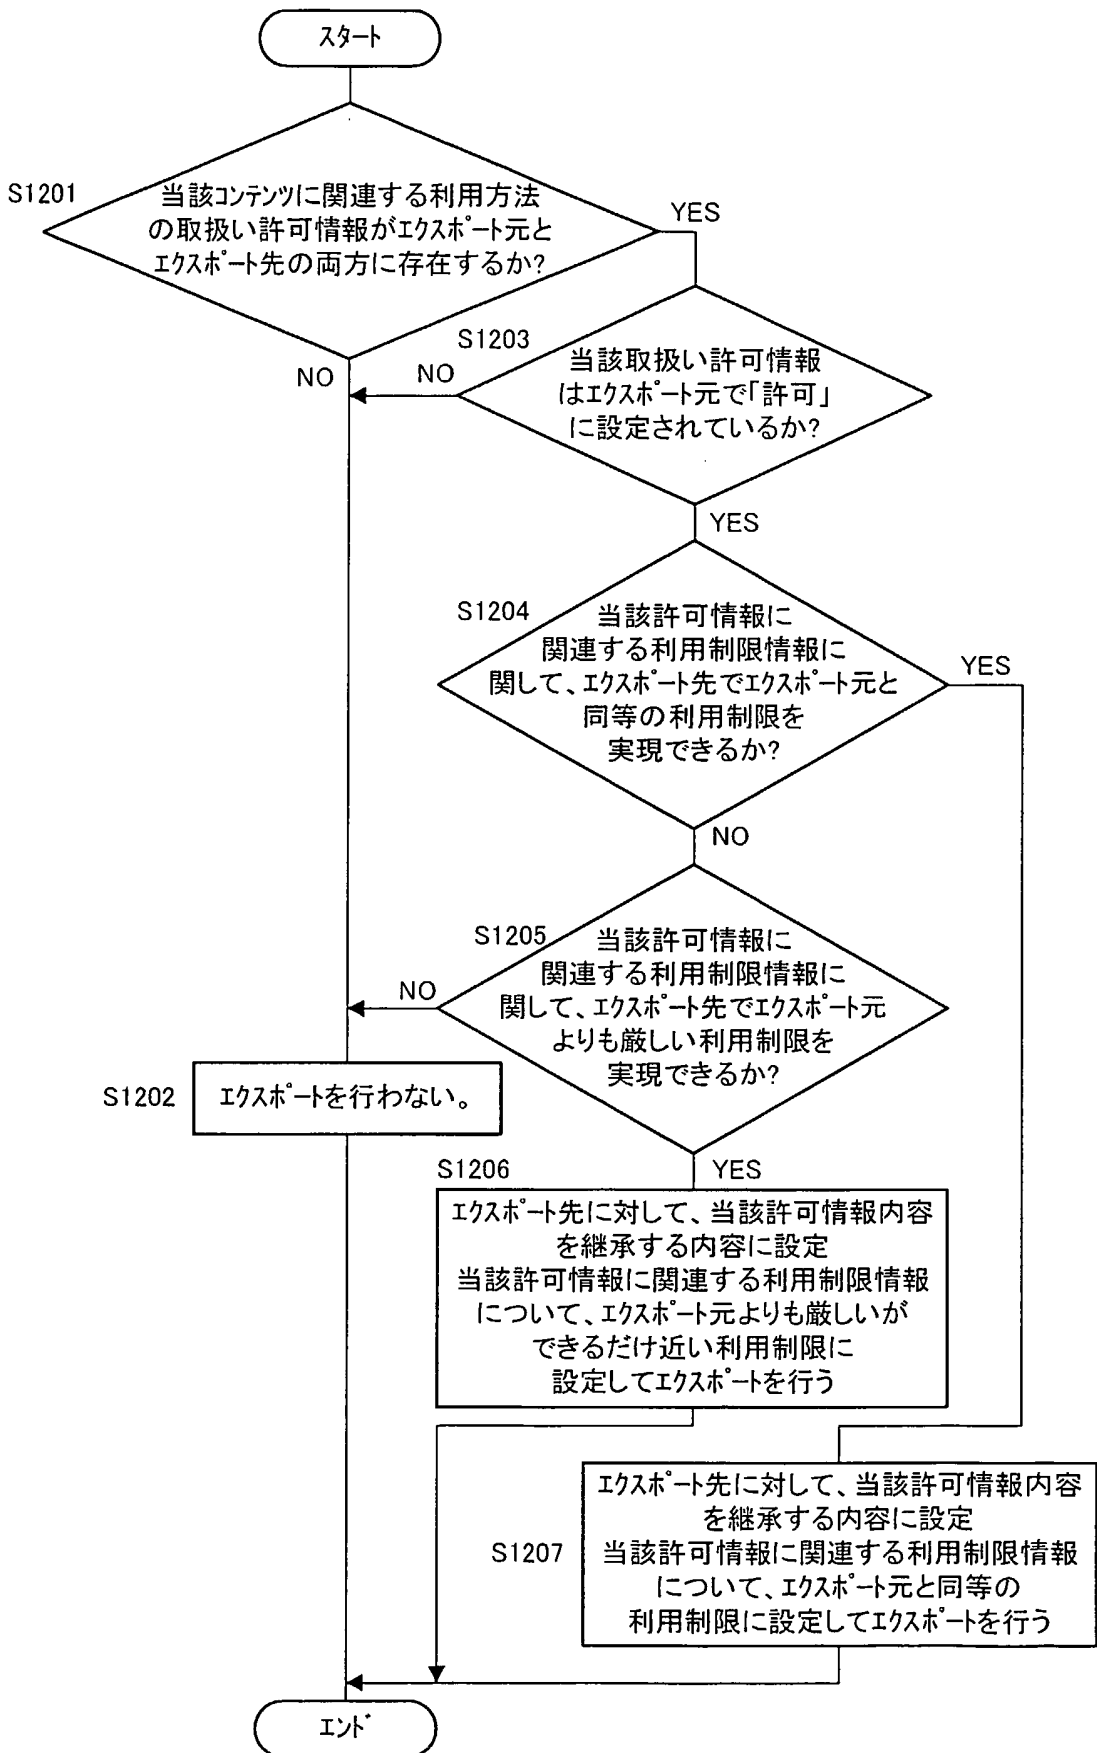 スタート
S1201
当該コンテンツに関連する利用方法
の取扱い許可情報がエクスポート元と
エクスポート先の両方に存在するか?
YES
NO
S1203
当該取扱い許可情報
はエクスポート元で「許可」
に設定されているか?
NO
YES
S1204
当該許可情報に
関連する利用制限情報に
関して、エクスポート先でエクスポート元と
同等の利用制限を
実現できるか?
YES
NO
S1205
当該許可情報に
関連する利用制限情報に
関して、エクスポート先でエクスポート元
よりも厳しい利用制限を
実現できるか?
NO
YES
S1202
エクスポートを行わない。
S1206
エクスポート先に対して、当該許可情報内容
を継承する内容に設定
当該許可情報に関連する利用制限情報
について、エクスポート元よりも厳しいが
できるだけ近い利用制限に
設定してエクスポートを行う
S1207
エクスポート先に対して、当該許可情報内容
を継承する内容に設定
当該許可情報に関連する利用制限情報
について、エクスポート元と同等の
利用制限に設定してエクスポートを行う
エンド